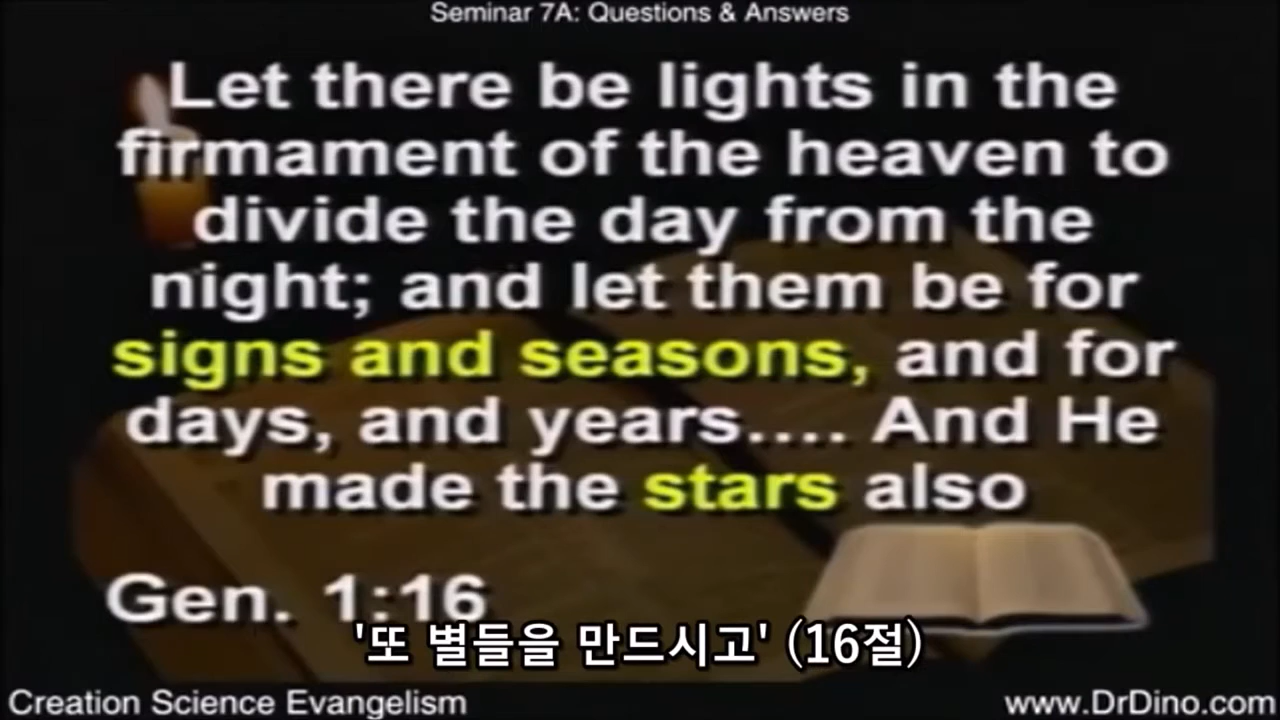 Seminar 7A: Questions & Answers
Let there be lights in the
firmament of the heaven to
divide the day from the
night; and let them be for
signs and seasons, and for
days, and years.... And He
made the stars also
Gen. 1:16
'또 별들을 만드시고' (16절)
Creation Science Evangelism
www.DrDino.com